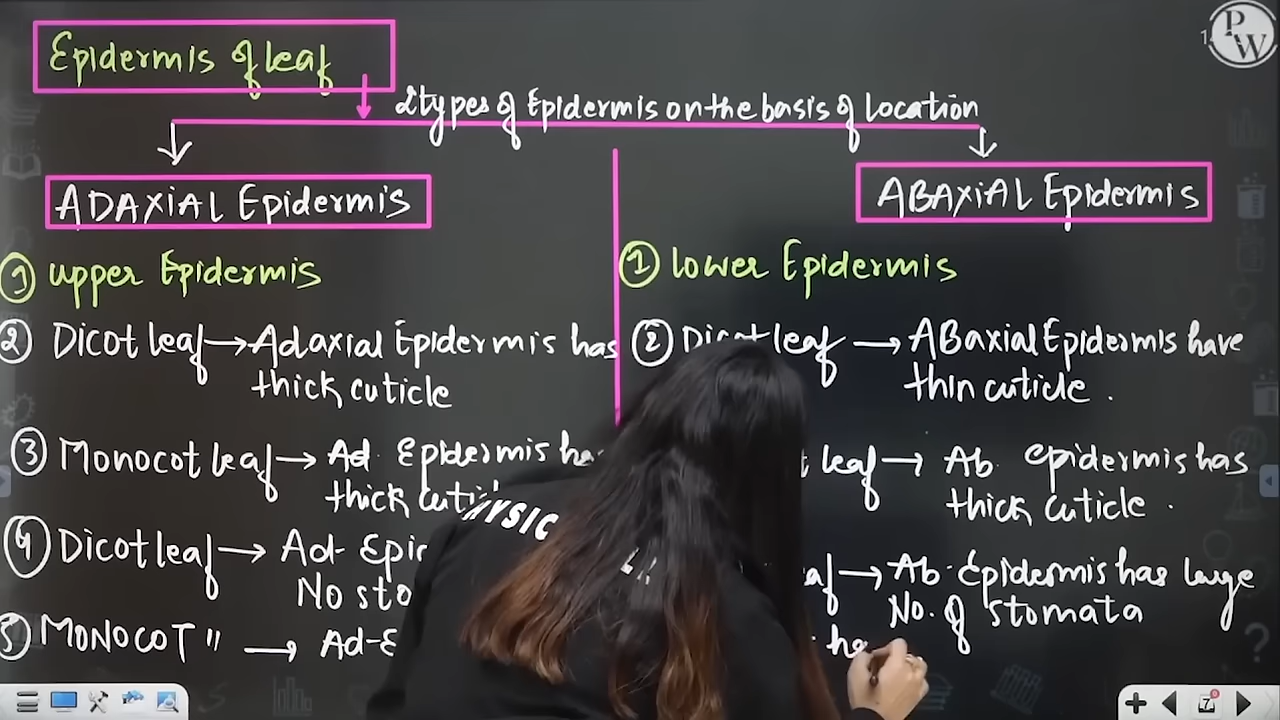 Epidermis of leaf
2 types of Epidermis on the basis of location
ADAXIAL Epidermis
① upper Epidermis
② Dicot leaf → Adaxial Epidermis has
thick cuticle
③ Monocot leaf → Ad. Epidermis
thick
④ Dicot leaf → Ad-
No
⑤ MONOCOT " →
ABAXIAL Epidermis
① lower Epidermis
② Dicot leaf → ABaxial Epidermis have
thin cuticle .
leaf → Ab. epidermis has
thick cuticle .
→ Ab. Epidermis has large
No. of stomata
PW